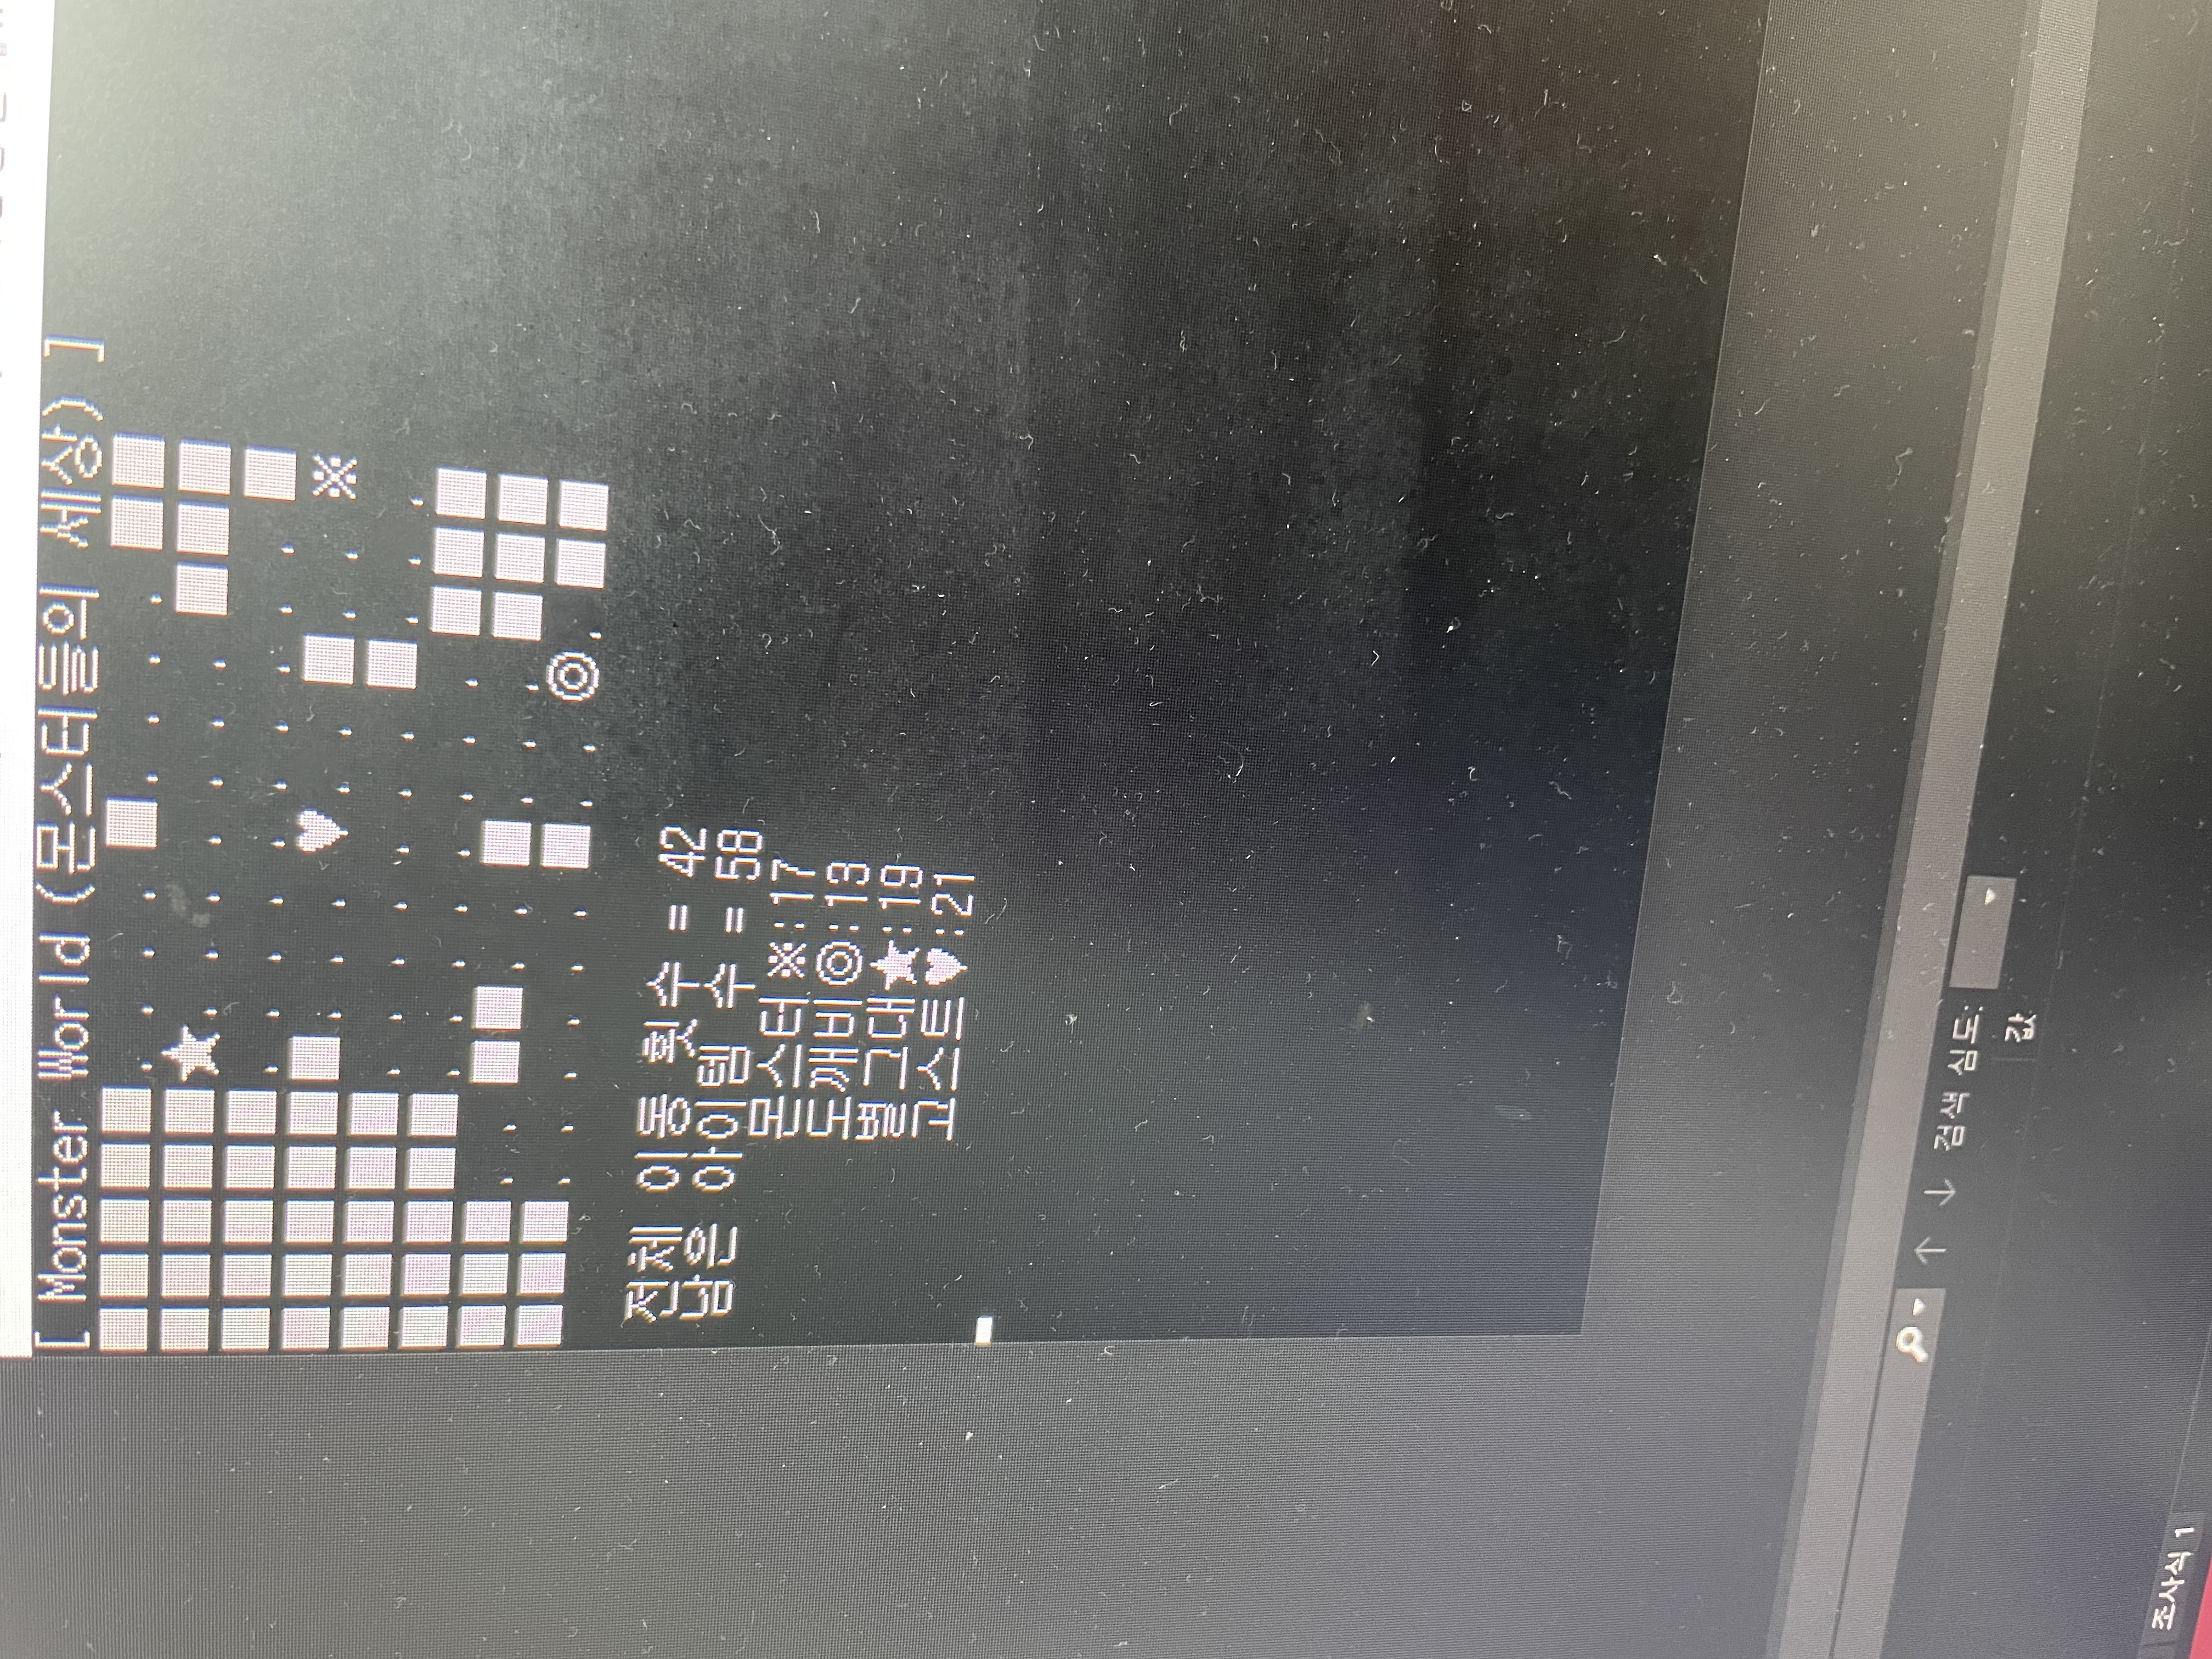 [ Monster World (몬스터들의 세상) ]
■■■■■. . . . ■. . . . ■■
■■■■■★. . . . . . . ■■■
■■■■■. . . . . . . . . . ■
■■■■■■. . . ♥. . ■. . ※
■■■■■. . . . . . . ■. . .
■■■■■. . . . . . . . ■■■
■■■. . ■■. . ■. . . ■■■
■■■. . . . . . ■. . ◎. ■■
전체 이동 횟수 = 42
남은 아이템 수 = 58
몬스터※:17
도깨비◎:13
별그대★:19
고스트♥:21
검색 심도:
값
조사식 1